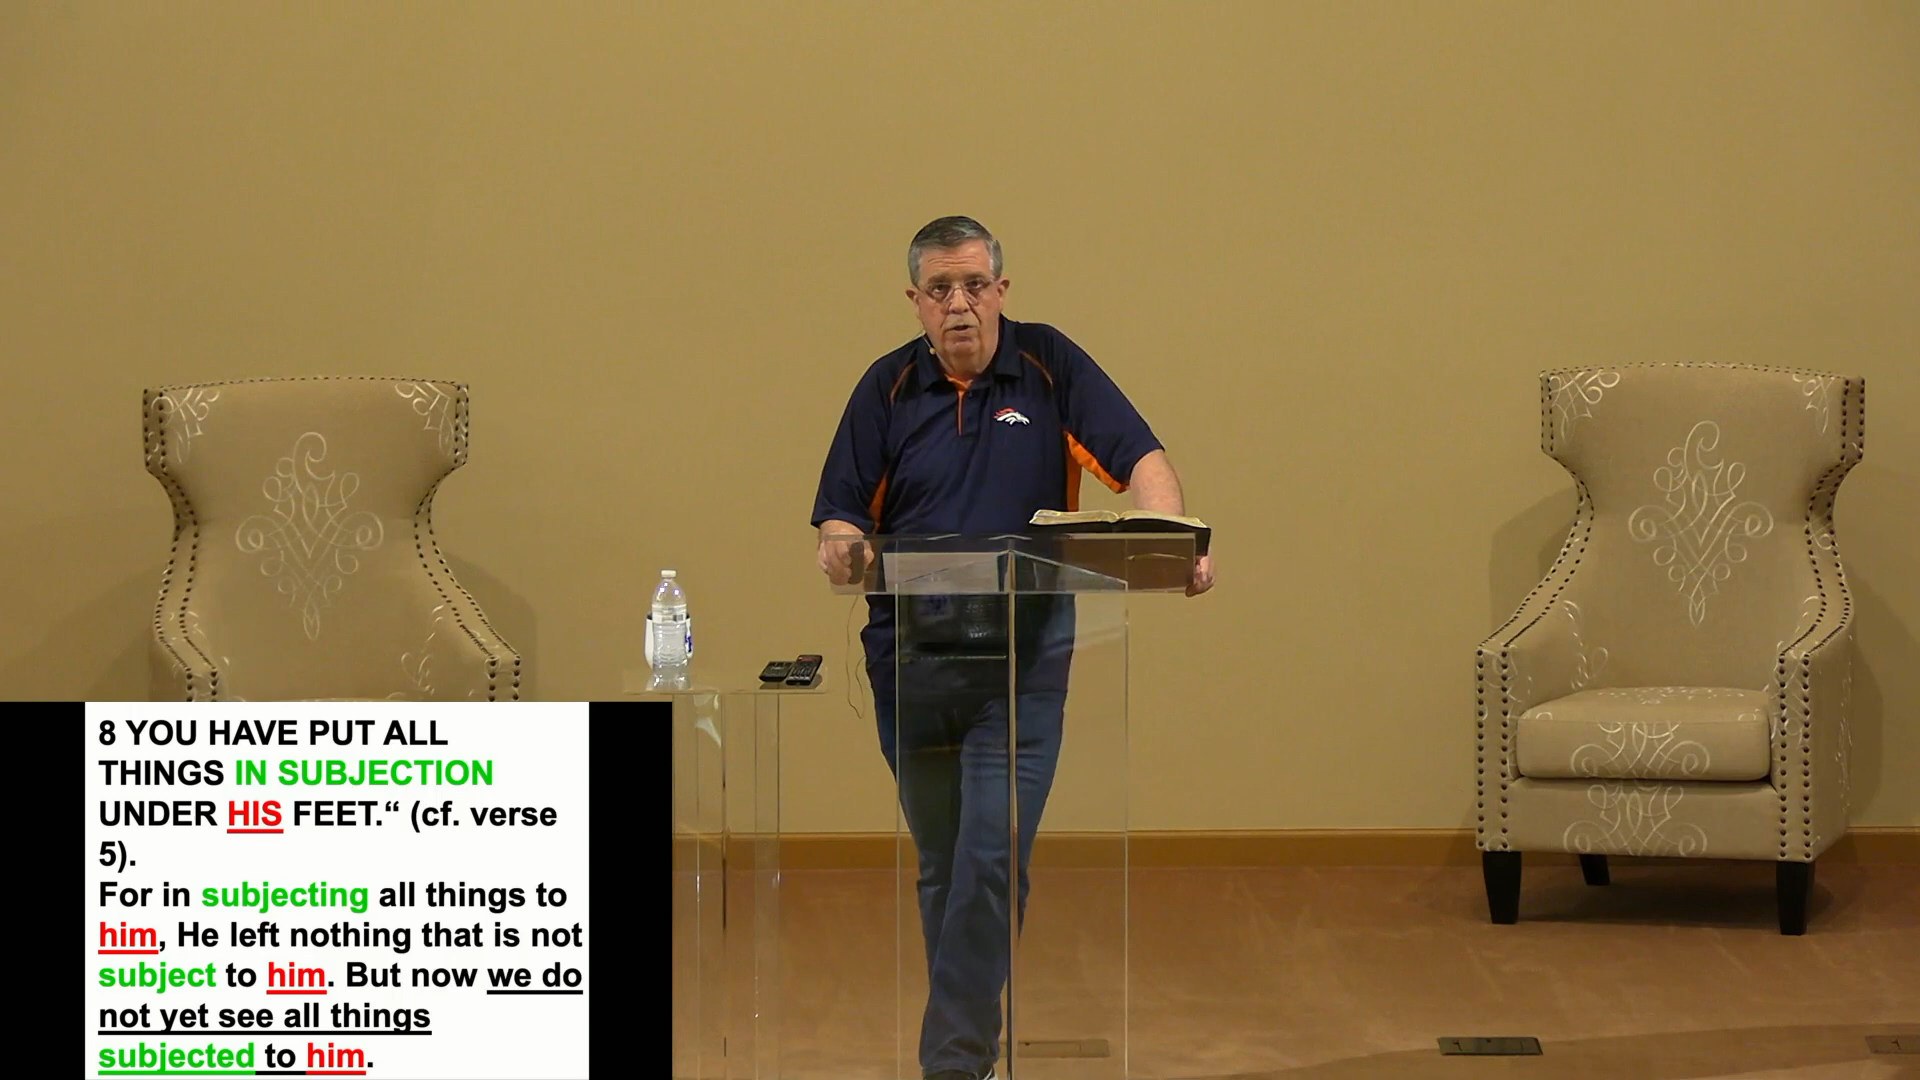 8 YOU HAVE PUT ALL
THINGS IN SUBJECTION
UNDER HIS FEET.“ (cf. verse
5).
For in subjecting all things to
him, He left nothing that is not
subject to him. But now we do
not yet see all things
subjected to him.